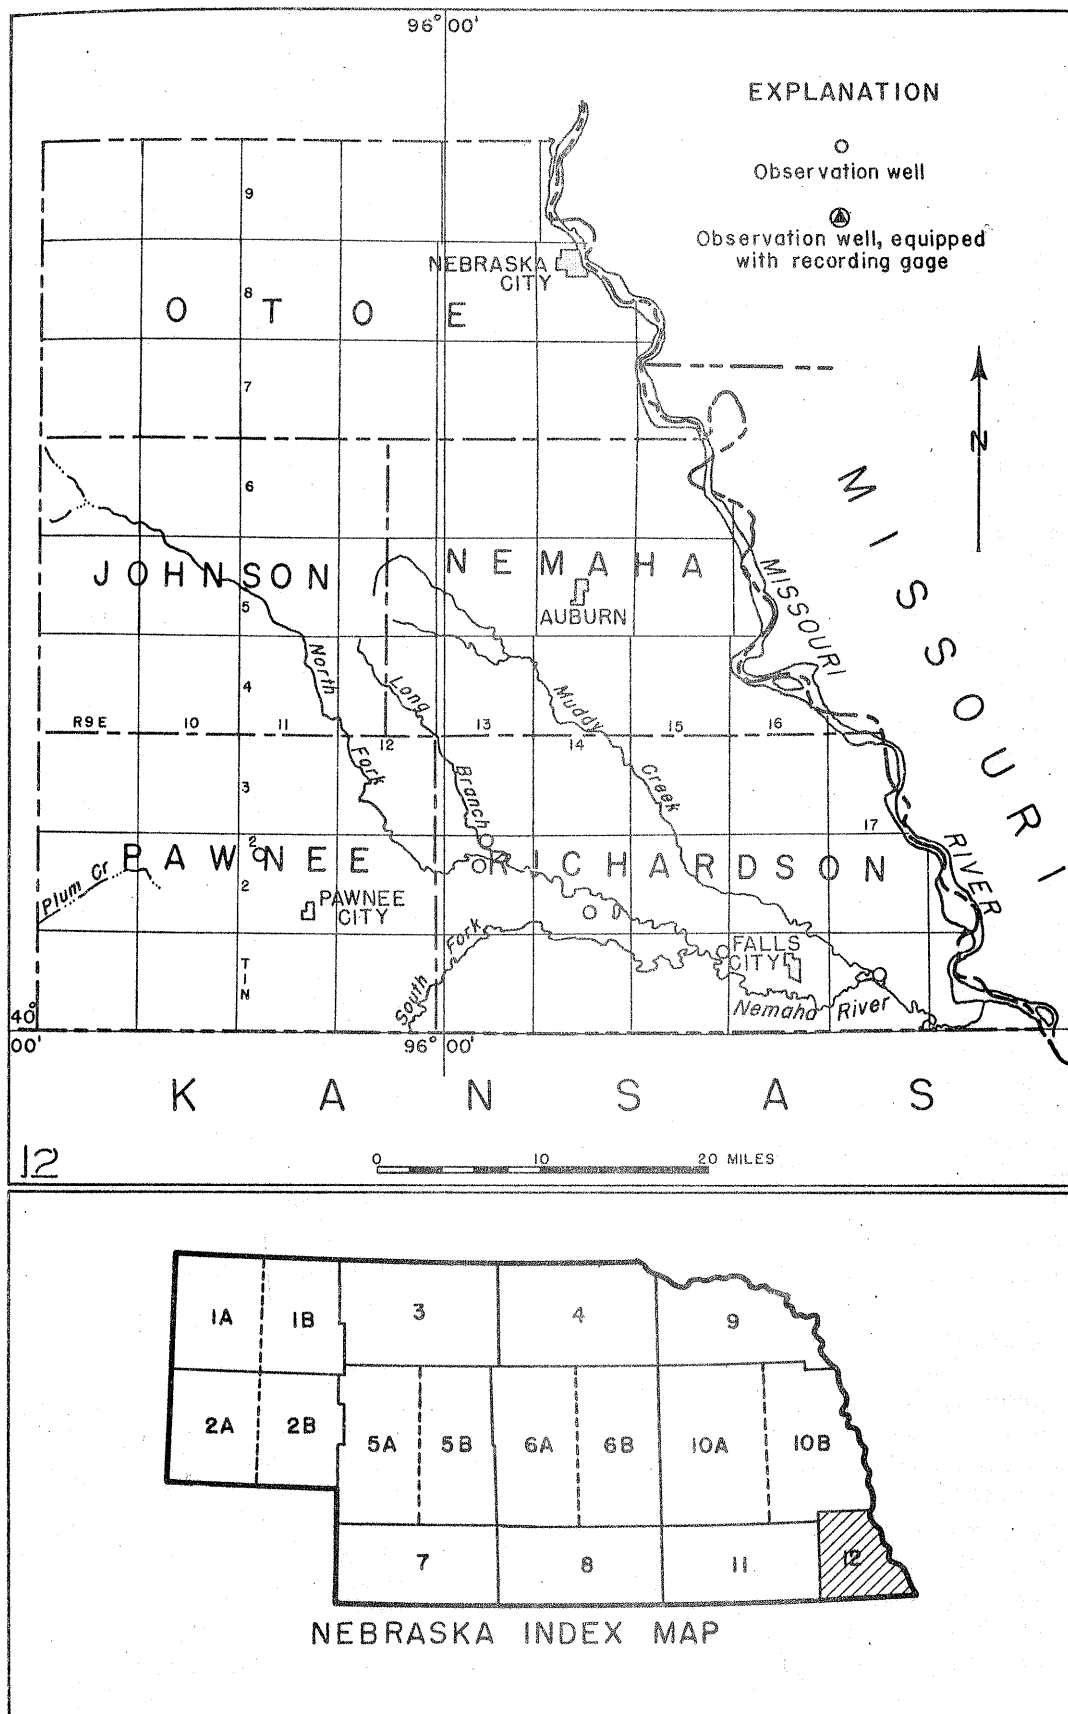 96° 00'
EXPLANATION
Observation well
Observation well, equipped
with recording gage
9
NEBRASKA
CITY
8
OTOE
7
N
6
MISSOURI
JOHNSON
NEMAHA
5
AUBURN
MISSOURI
RIVER
North
Fork
4
Long
Branch
Muddy
Creek
R9E
10
11
12
13
14
15
16
3
17
2
PAWNEE
RICHARDSON
Plum Cr
2
PAWNEE
CITY
South
Fork
FALLS
CITY
T I N
Nemaha
River
40°
00'
96° 00'
KANSAS
12
0
10
20 MILES
1A
1B
3
4
9
2A
2B
5A
5B
6A
6B
10A
10B
7
8
11
12
NEBRASKA INDEX MAP